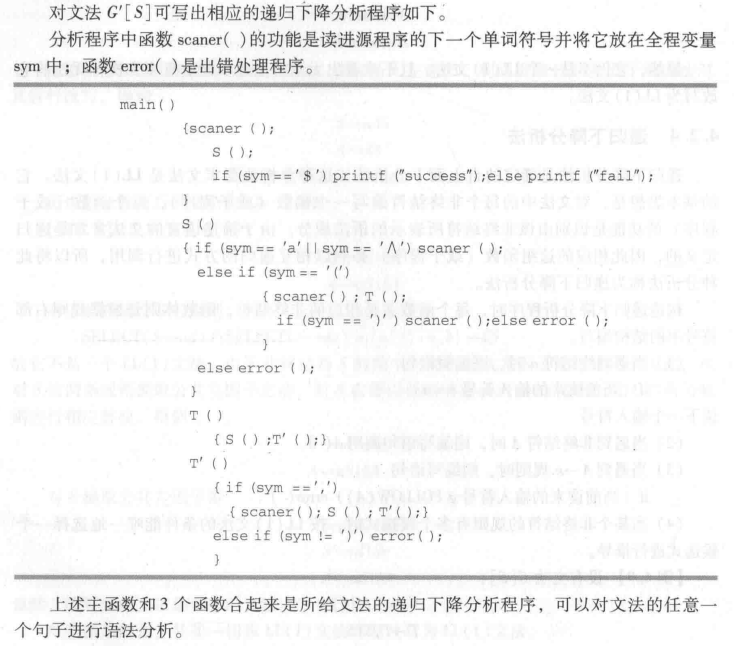 对文法 G′[S]可写出相应的递归下降分析程序如下。
分析程序中函数 scaner( )的功能是读进源程序的下一个单词符号并将它放在全程变量
sym 中；函数 error( )是出错处理程序。
main()
{scaner ();
S();
if (sym == '$') printf ("success");else printf ("fail");
}
S()
{ if (sym == 'a'||sym == '∧') scaner ();
else if (sym == '(')
{ scaner() ; T();
if (sym == ')' ) scaner ();else error ();
}
else error ();
}
T ()
{ S () ;T′ ();}
T′ ()
{ if (sym ==',')
{ scaner(); S () ; T′();}
else if (sym != ')') error();
}
上述主函数和 3 个函数合起来是所给文法的递归下降分析程序，可以对文法的任意一
个句子进行语法分析。